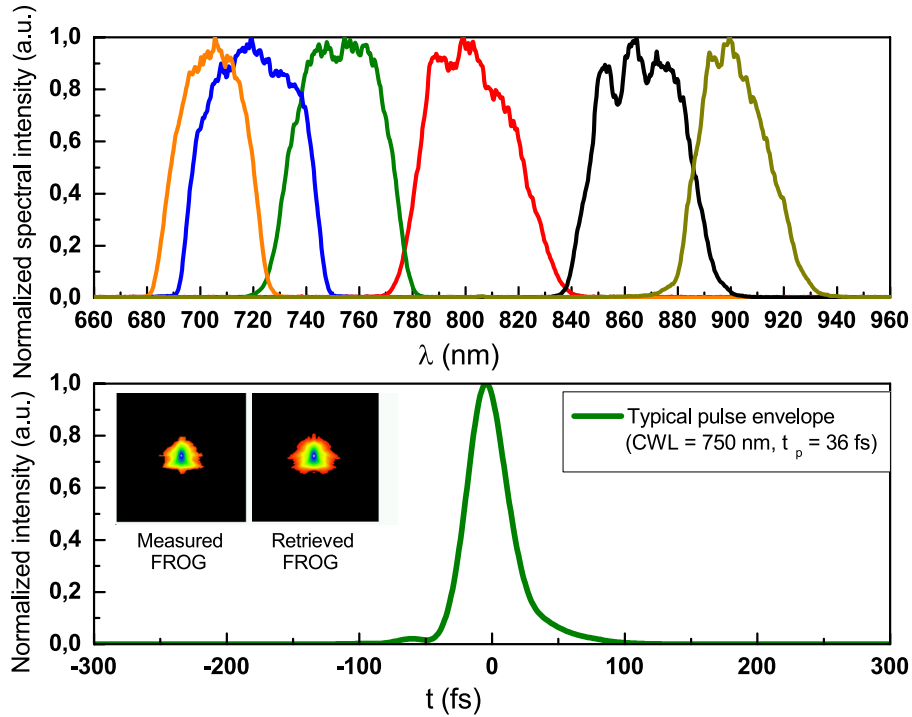 Normalized spectral intensity (a.u.)
1,0
0,8
0,6
0,4
0,2
0,0
660 680 700 720 740 760 780 800 820 840 860 880 900 920 940 960
λ (nm)
Normalized intensity (a.u.)
1,0
0,8
0,6
0,4
0,2
0,0
Measured
FROG
Retrieved
FROG
Typical pulse envelope
(CWL = 750 nm, t p = 36 fs)
-300 -200 -100 0 100 200 300
t (fs)